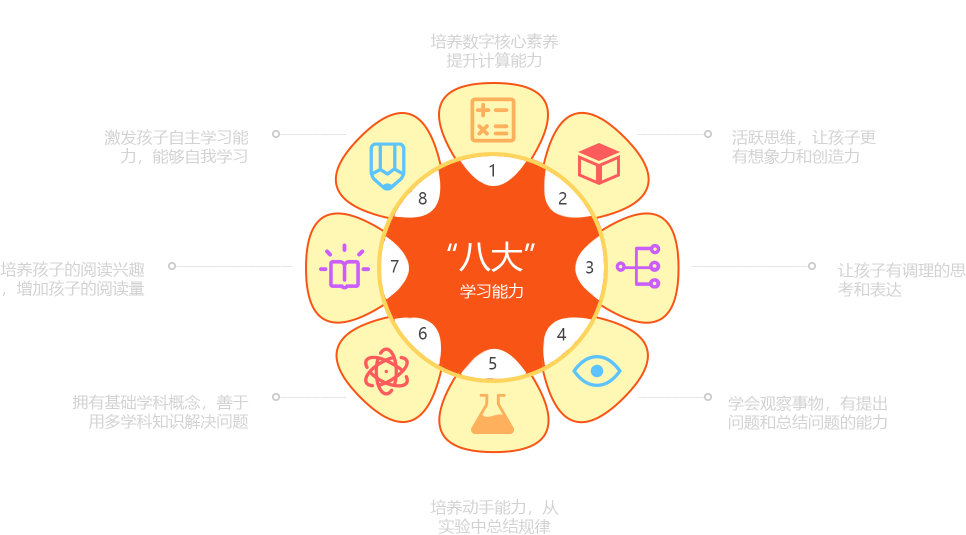 培养数字核心素养
提升计算能力
激发孩子自主学习能
力，能够自我学习
活跃思维，让孩子更
有想象力和创造力
1
8
2
“八大”
学习能力
培养孩子的阅读兴趣
，增加孩子的阅读量
7
3
让孩子有调理的思
考和表达
6
4
5
拥有基础学科概念，善于
用多学科知识解决问题
学会观察事物，有提出
问题和总结问题的能力
培养动手能力，从
实验中总结规律